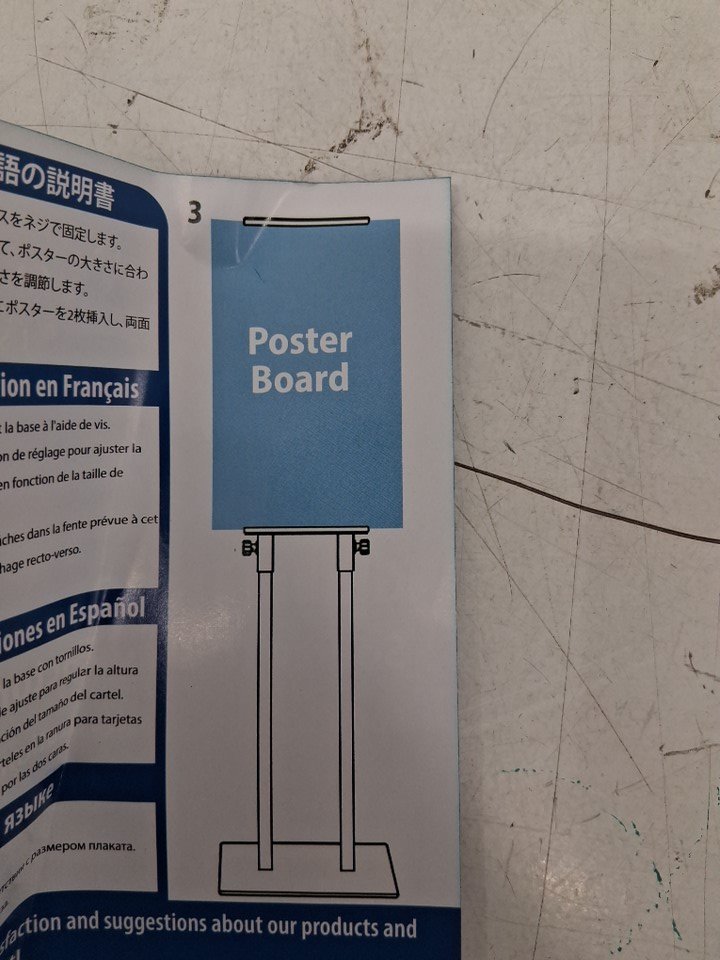 語の説明書
スをネジで固定します。
て、ポスターの大きさに合わ
さを調節します。
にポスターを2枚挿入し、両面
3
Poster
Board
ion en Français
t la base à l'aide de vis.
on de réglage pour ajuster la
en fonction de la taille de
iches dans la fente prévue à cet
hage recto-verso.
iones en Español
la base con tornillos.
e ajuste para regular la altura
ción del tamaño del cartel.
rteles en la ranura para tarjetas
por las dos caras.
языке
тствии с размером плаката.
sfaction and suggestions about our products and